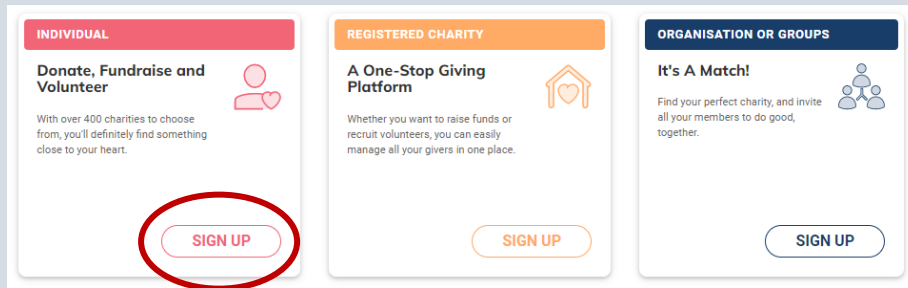 INDIVIDUAL
Donate, Fundraise and
Volunteer
With over 400 charities to choose
from, you'll definitely find something
close to your heart.
SIGN UP
REGISTERED CHARITY
A One-Stop Giving
Platform
Whether you want to raise funds or
recruit volunteers, you can easily
manage all your givers in one place.
SIGN UP
ORGANISATION OR GROUPS
It's A Match!
Find your perfect charity, and invite
all your members to do good,
together.
SIGN UP